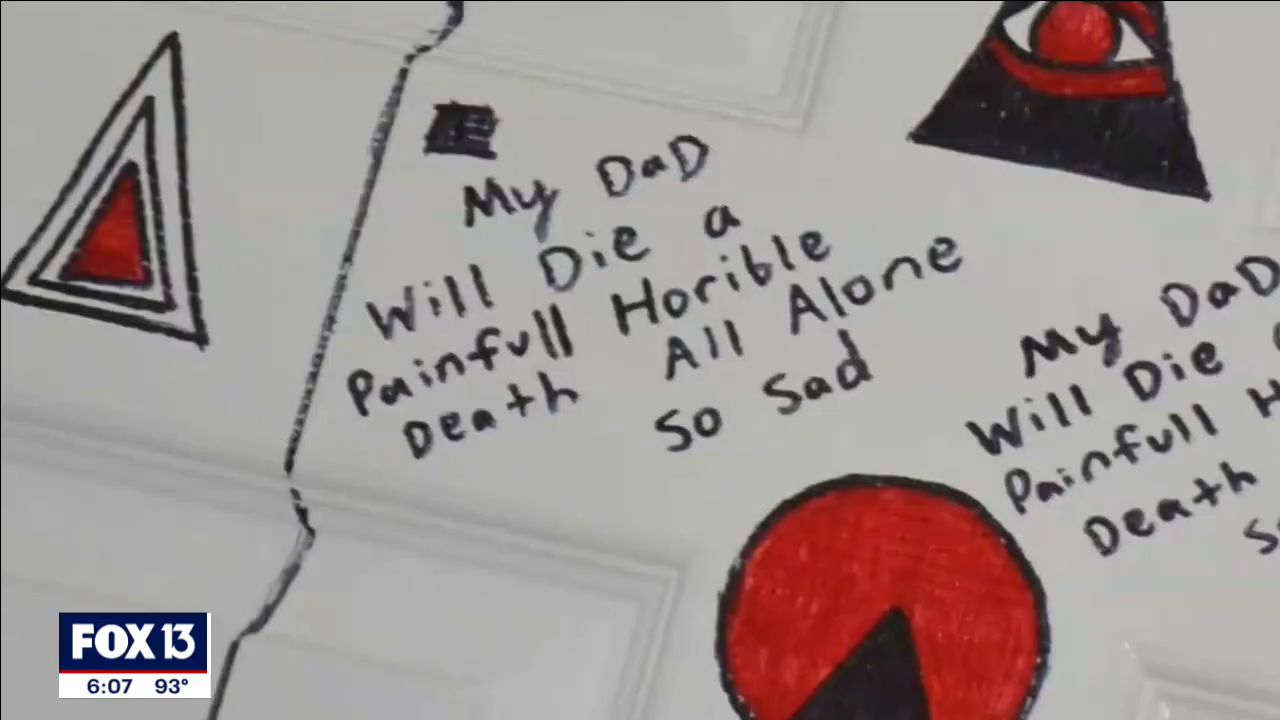 My DaD
Will Die a
Painfull Horible
Death All Alone
So Sad
My DaD
Will Die
Painfull H
Death
S
FOX 13
6:07 93°